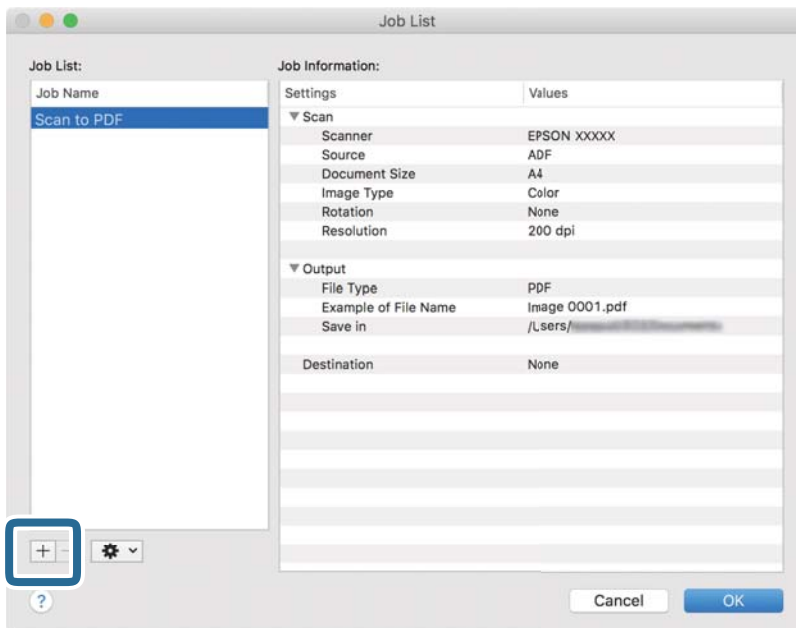 Job List
Job List:
Job Information:
Job Name
Scan to PDF
Settings Values
Scan
Scanner EPSON XXXXX
Source ADF
Document Size A4
Image Type Color
Rotation None
Resolution 200 dpi
Output
File Type PDF
Example of File Name Image 0001.pdf
Save in /Users/
Destination None
+ -
?
Cancel OK